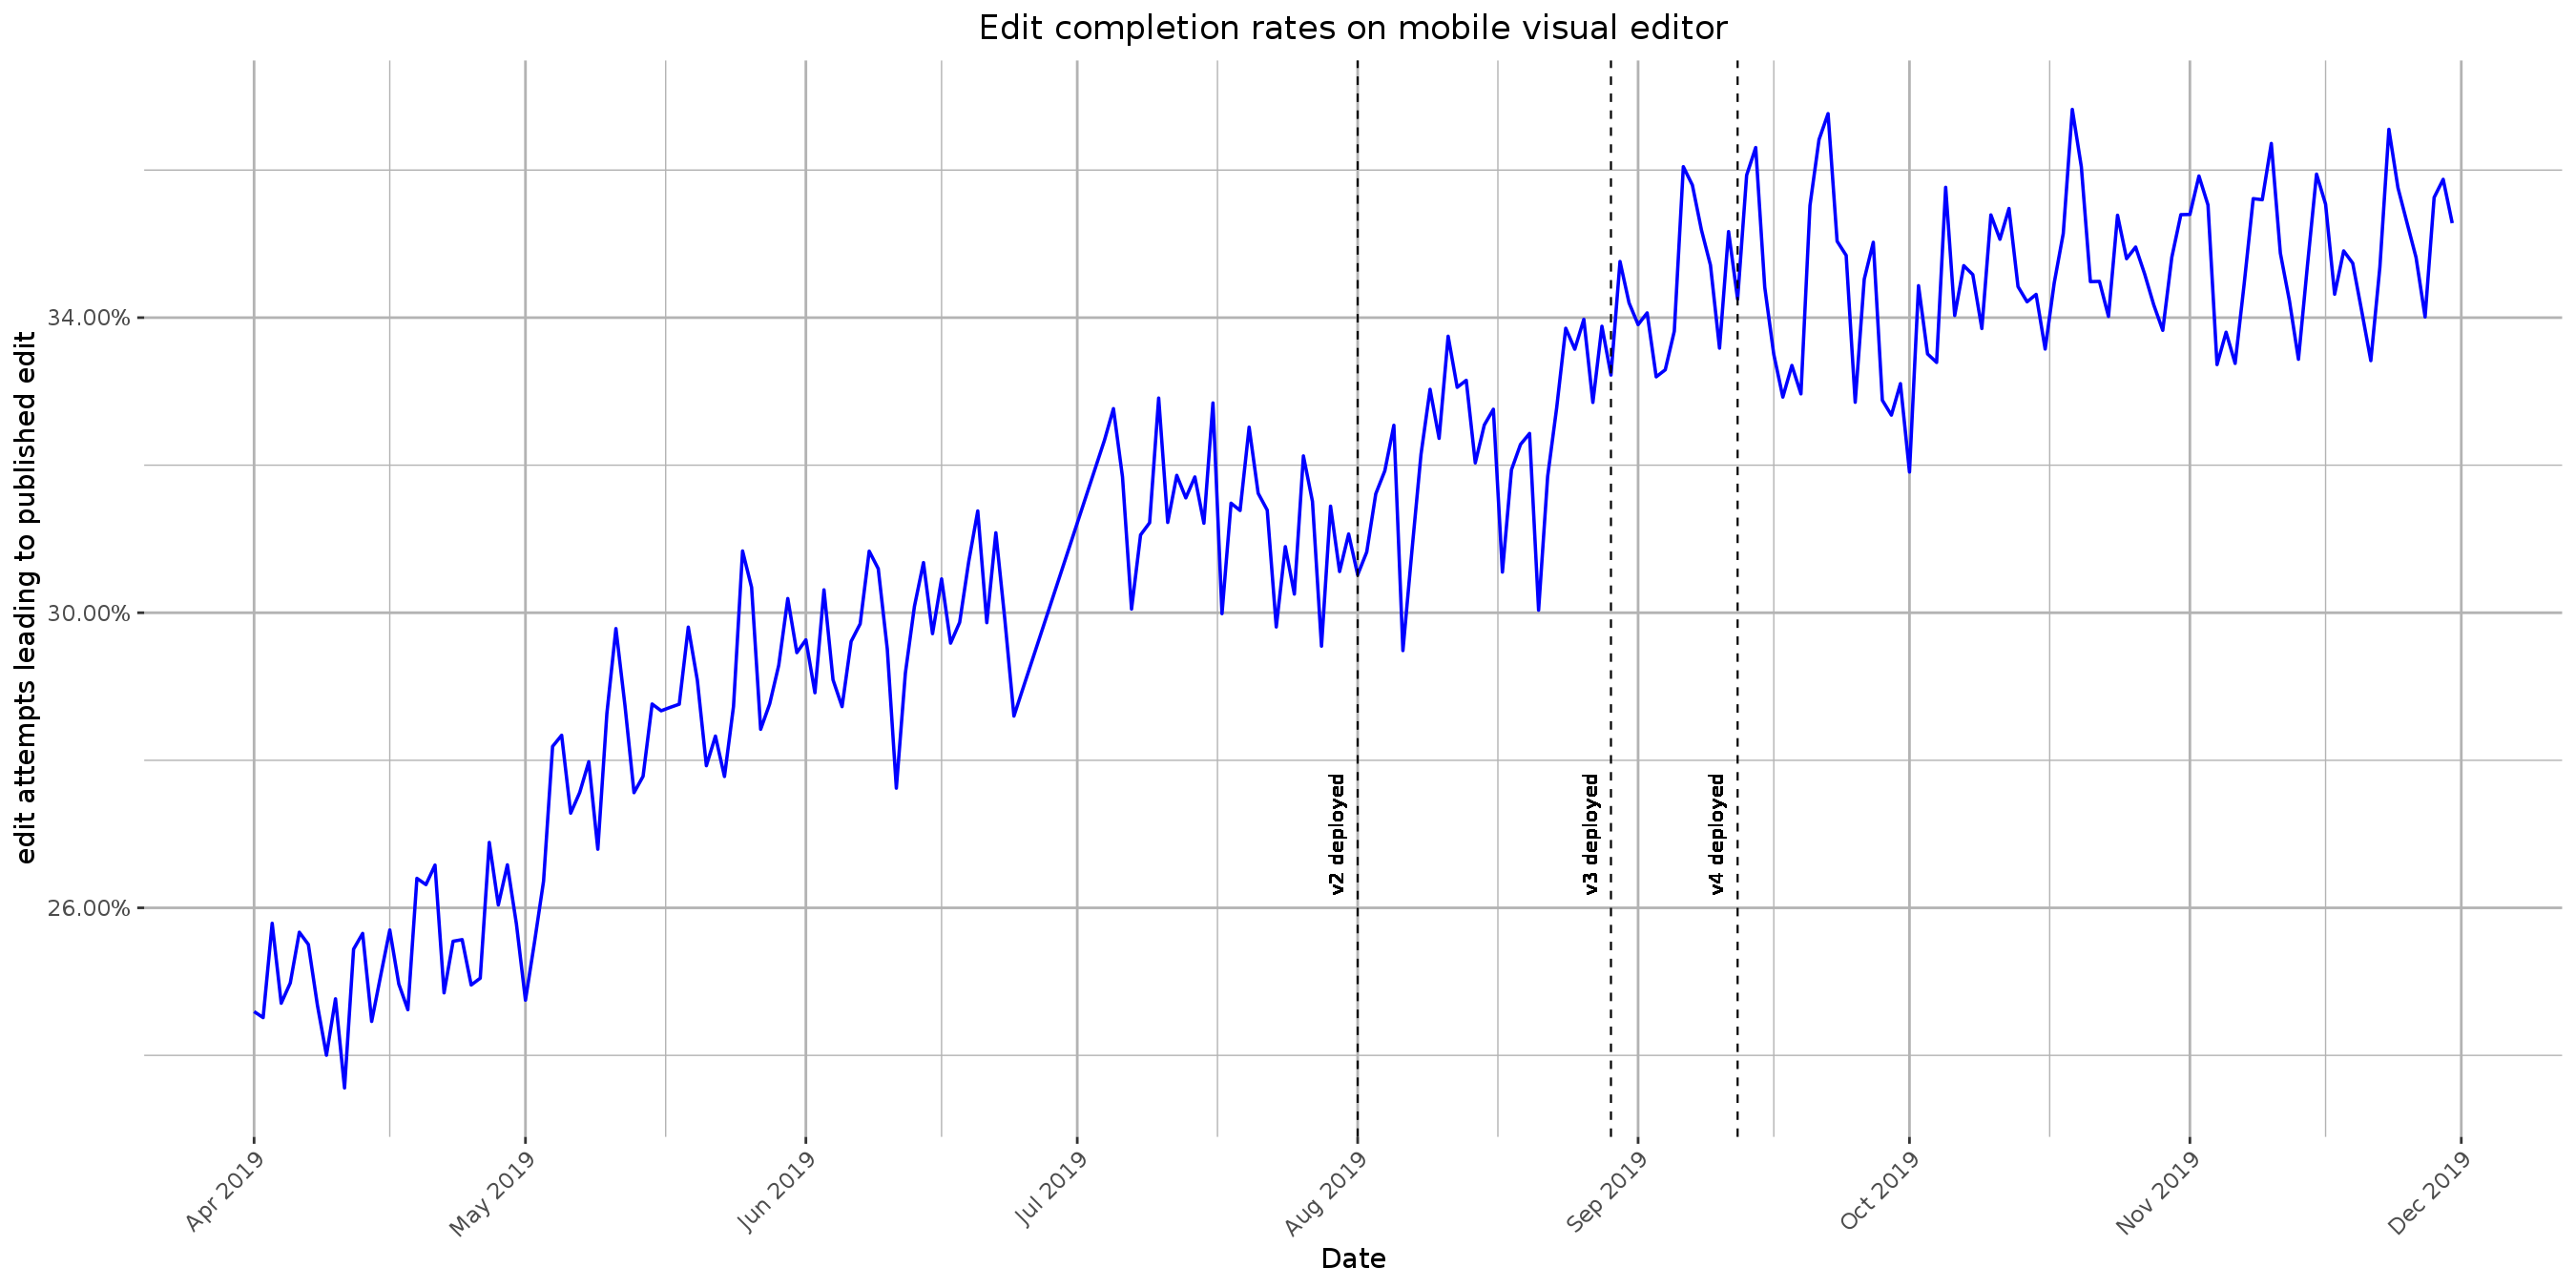 Edit completion rates on mobile visual editor
edit attempts leading to published edit
34.00%
30.00%
26.00%
v2 deployed
v3 deployed
v4 deployed
Apr 2019
May 2019
Jun 2019
Jul 2019
Aug 2019
Sep 2019
Oct 2019
Nov 2019
Dec 2019
Date